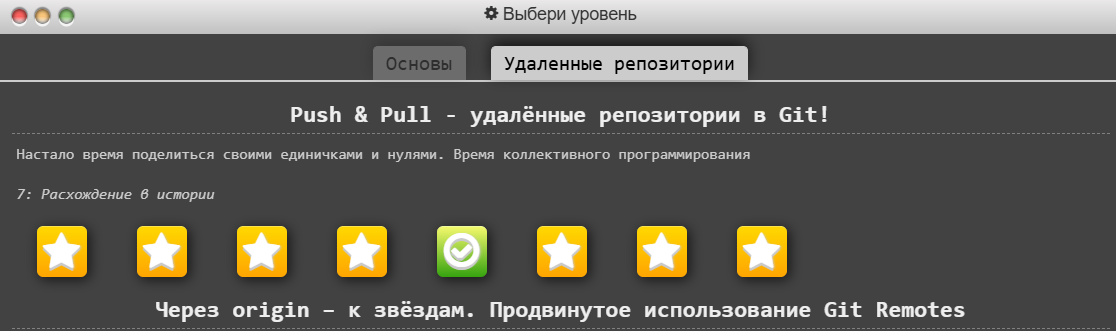 Выбери уровень
Основы
Удаленные репозитории
Push & Pull - удалённые репозитории в Git!
Настало время поделиться своими единичками и нулями. Время коллективного программирования
7: Расхождение в истории
Через origin – к звёздам. Продвинутое использование Git Remotes